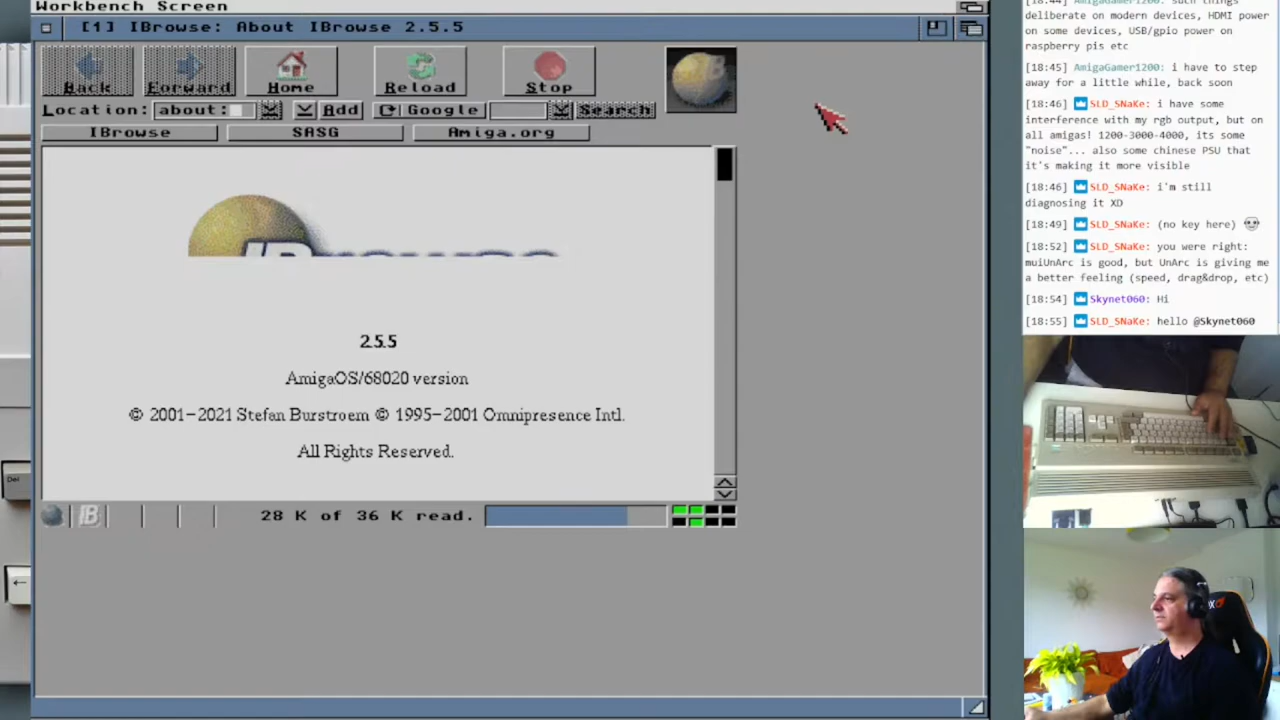 Workbench Screen
[1] IBrowse: About IBrowse 2.5.5
Back
Forward
Home
Reload
Stop
Location: about:
Add
Google
Search
IBrowse
SASG
Amiga.org
2.5.5
AmigaOS/68020 version
© 2001-2021 Stefan Burstroem © 1995-2001 Omnipresence Intl.
All Rights Reserved.
28 K of 36 K read.
[18:44] AmigaGamer1200: such things
deliberate on modern devices, HDMI power
on some devices, USB/gpio power on
raspberry pis etc
[18:45] AmigaGamer1200: i have to step
away for a little while, back soon
[18:46] SLD_SNaKe: i have some
interference with my rgb output, but on
all amigas! 1200-3000-4000, its some
"noise"... also some chinese PSU that
it's making it more visible
[18:46] SLD_SNaKe: i'm still
diagnosing it XD
[18:49] SLD_SNaKe: (no key here)
[18:52] SLD_SNaKe: you were right:
muiUnArc is good, but UnArc is giving me
a better feeling (speed, drag&drop, etc)
[18:54] Skynet060: Hi
[18:55] SLD_SNaKe: hello @Skynet060
Del